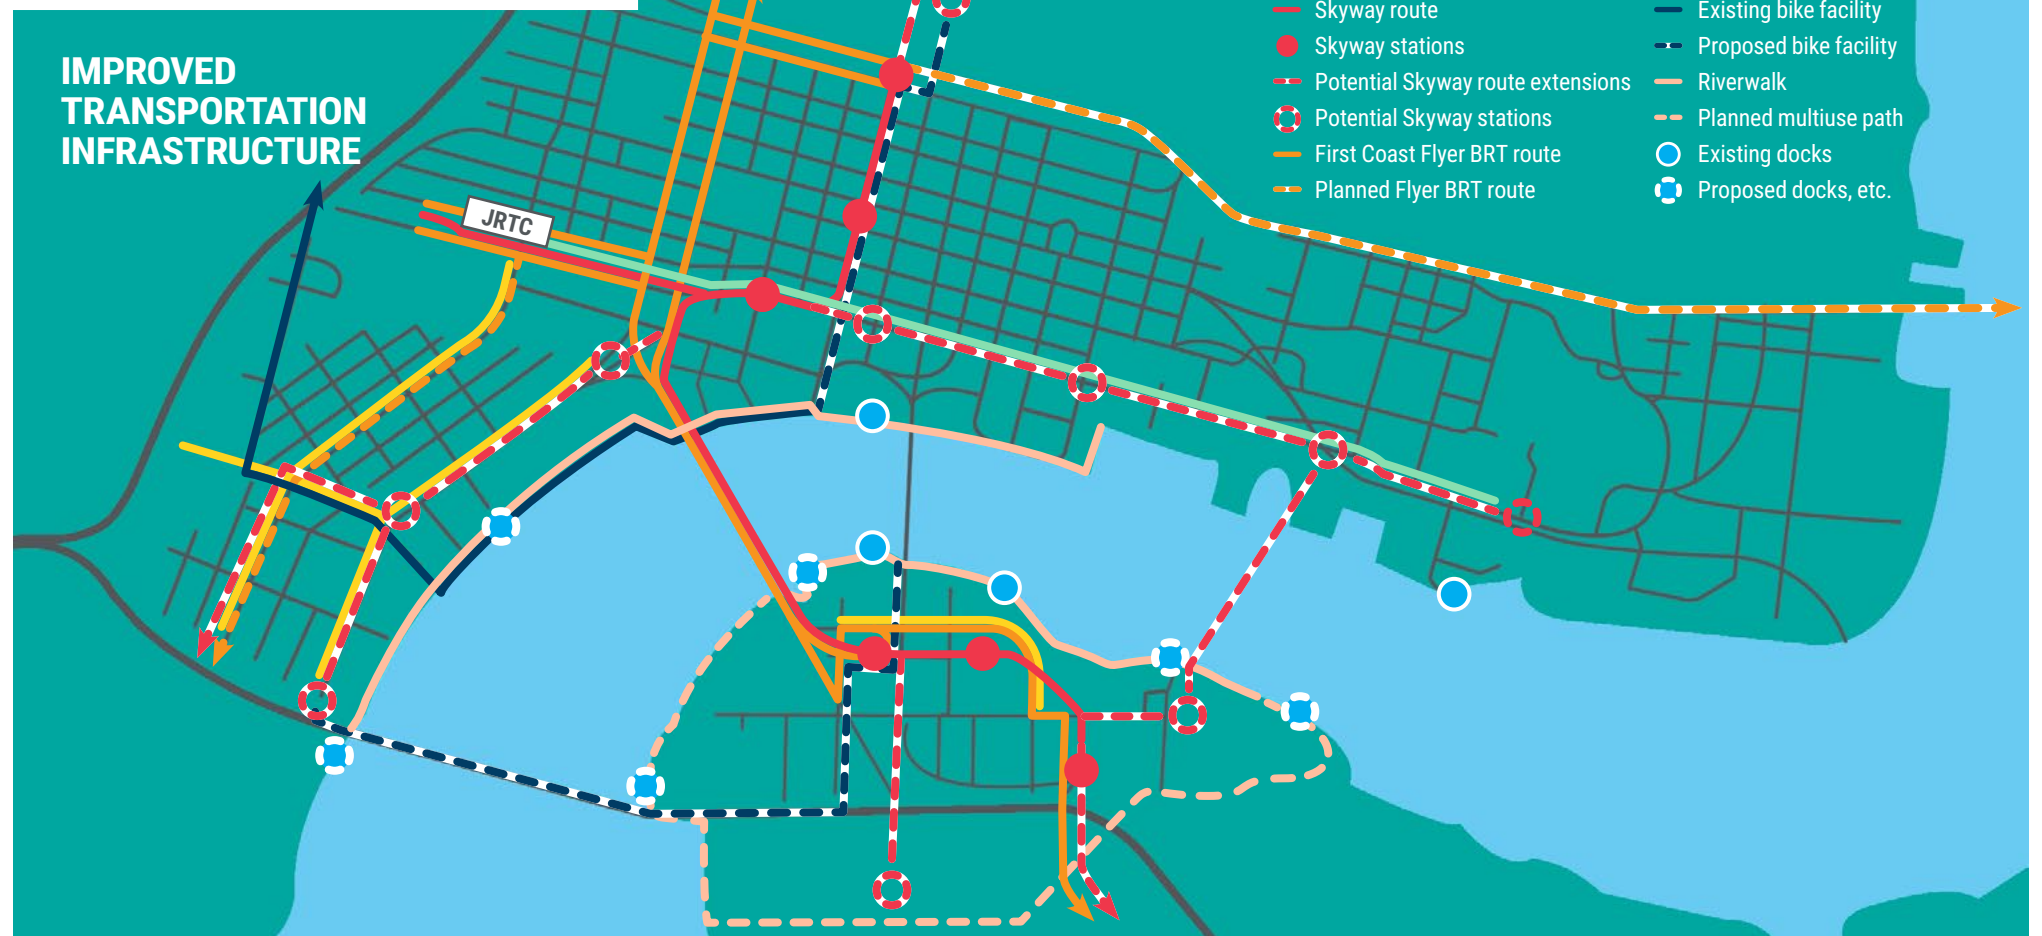 IMPROVED
TRANSPORTATION
INFRASTRUCTURE
JRTC
Skyway route
Skyway stations
Potential Skyway route extensions
Potential Skyway stations
First Coast Flyer BRT route
Planned Flyer BRT route
Existing bike facility
Proposed bike facility
Riverwalk
Planned multiuse path
Existing docks
Proposed docks, etc.